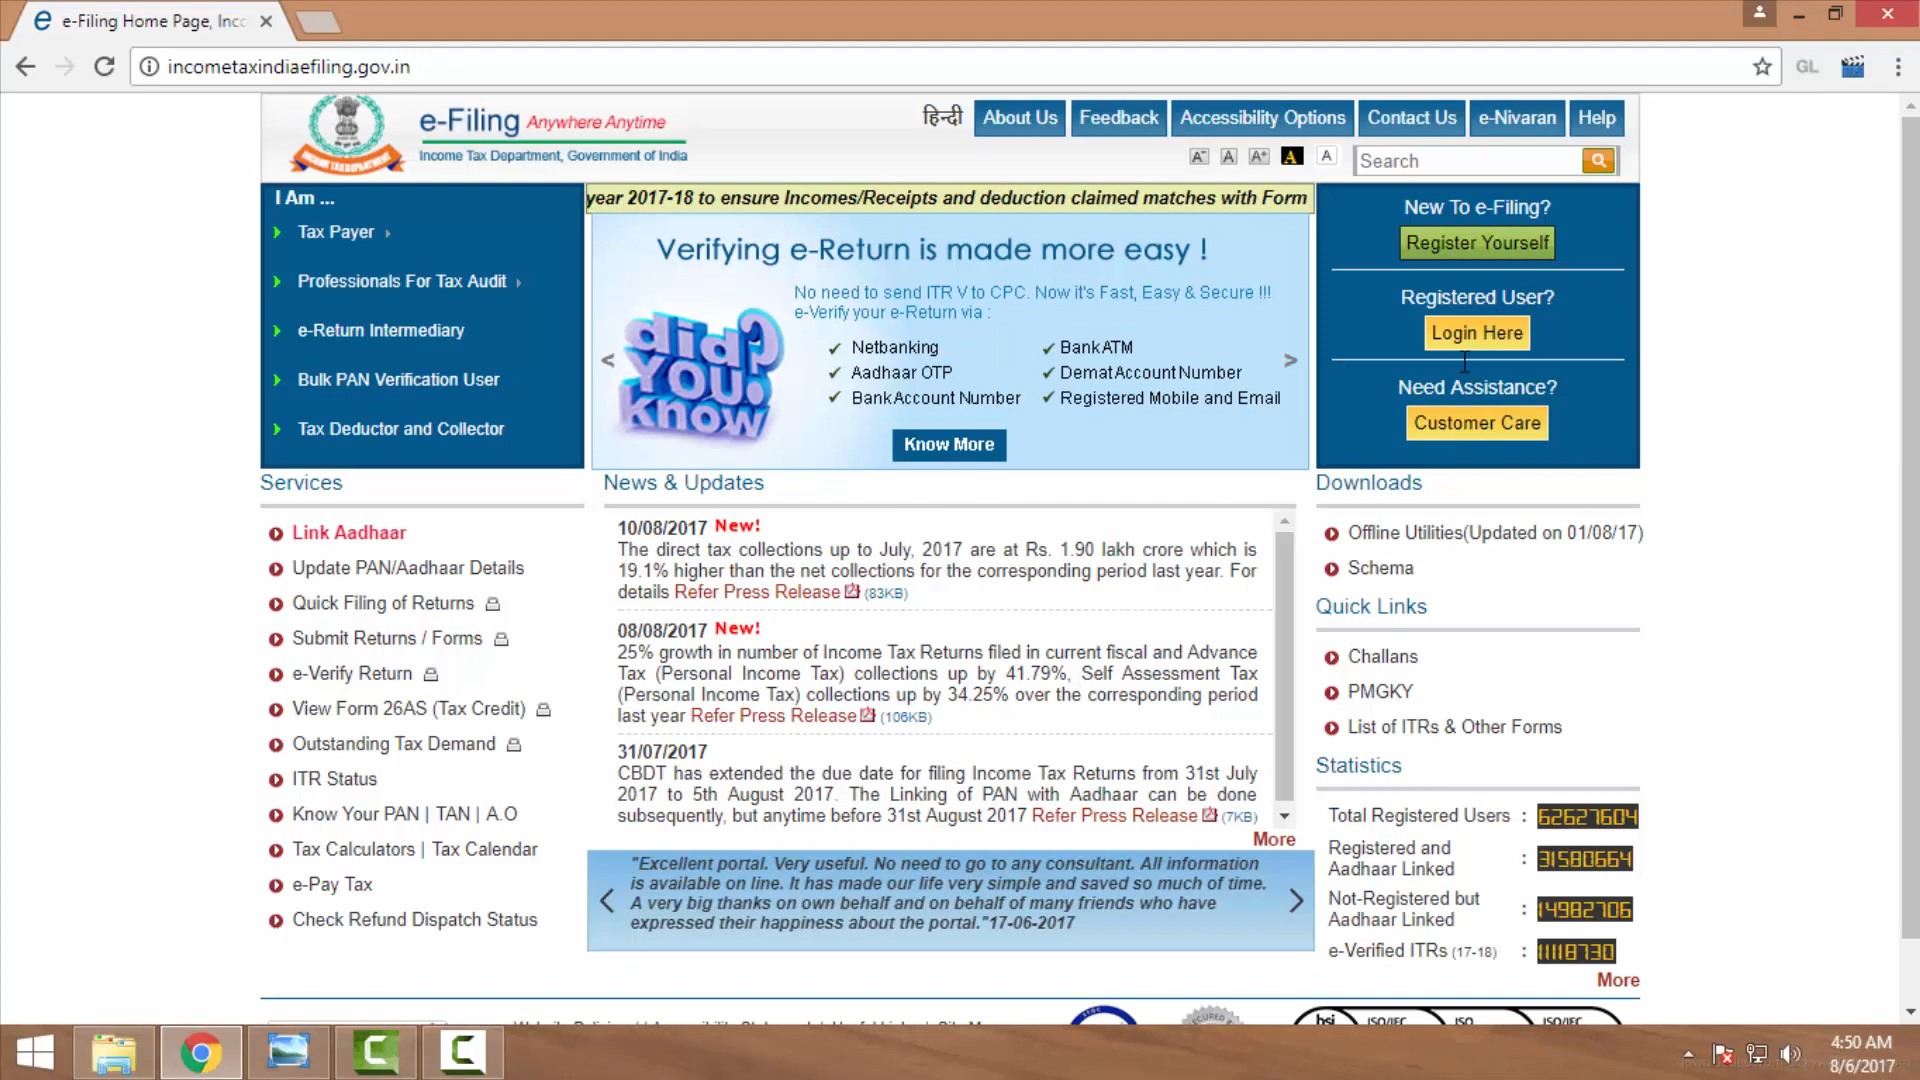 e-Filing Home Page, Inc
incometaxindiaefiling.gov.in
GL
e-Filing Anywhere Anytime
Income Tax Department, Government of India
हिन्दी About Us Feedback Accessibility Options Contact Us e-Nivaran Help
A- A A+ A A Search
I Am ...
Tax Payer
Professionals For Tax Audit
e-Return Intermediary
Bulk PAN Verification User
Tax Deductor and Collector
year 2017-18 to ensure Incomes/Receipts and deduction claimed matches with Form
Verifying e-Return is made more easy !
No need to send ITR V to CPC. Now it's Fast, Easy & Secure !!!
e-Verify your e-Return via :
did YOU know ?
✓ Netbanking ✓ Bank ATM
✓ Aadhaar OTP ✓ Demat Account Number
✓ Bank Account Number ✓ Registered Mobile and Email
< >
Know More
New To e-Filing?
Register Yourself
Registered User?
Login Here
Need Assistance?
Customer Care
Services
Link Aadhaar
Update PAN/Aadhaar Details
Quick Filing of Returns
Submit Returns / Forms
e-Verify Return
View Form 26AS (Tax Credit)
Outstanding Tax Demand
ITR Status
Know Your PAN | TAN | A.O
Tax Calculators | Tax Calendar
e-Pay Tax
Check Refund Dispatch Status
News & Updates
10/08/2017 New!
The direct tax collections up to July, 2017 are at Rs. 1.90 lakh crore which is
19.1% higher than the net collections for the corresponding period last year. For
details Refer Press Release (83KB)
08/08/2017 New!
25% growth in number of Income Tax Returns filed in current fiscal and Advance
Tax (Personal Income Tax) collections up by 41.79%, Self Assessment Tax
(Personal Income Tax) collections up by 34.25% over the corresponding period
last year Refer Press Release (106KB)
31/07/2017
CBDT has extended the due date for filing Income Tax Returns from 31st July
2017 to 5th August 2017. The Linking of PAN with Aadhaar can be done
subsequently, but anytime before 31st August 2017 Refer Press Release (7KB)
More
"Excellent portal. Very useful. No need to go to any consultant. All information
is available on line. It has made our life very simple and saved so much of time.
A very big thanks on own behalf and on behalf of many friends who have
expressed their happiness about the portal."17-06-2017
Downloads
Offline Utilities(Updated on 01/08/17)
Schema
Quick Links
Challans
PMGKY
List of ITRs & Other Forms
Statistics
Total Registered Users : 62627604
Registered and
Aadhaar Linked : 31580664
Not-Registered but
Aadhaar Linked : 14982706
e-Verified ITRs (17-18) : 11118730
More
bsi ISO/IEC ISO ISO/IEC
4:50 AM
8/6/2017